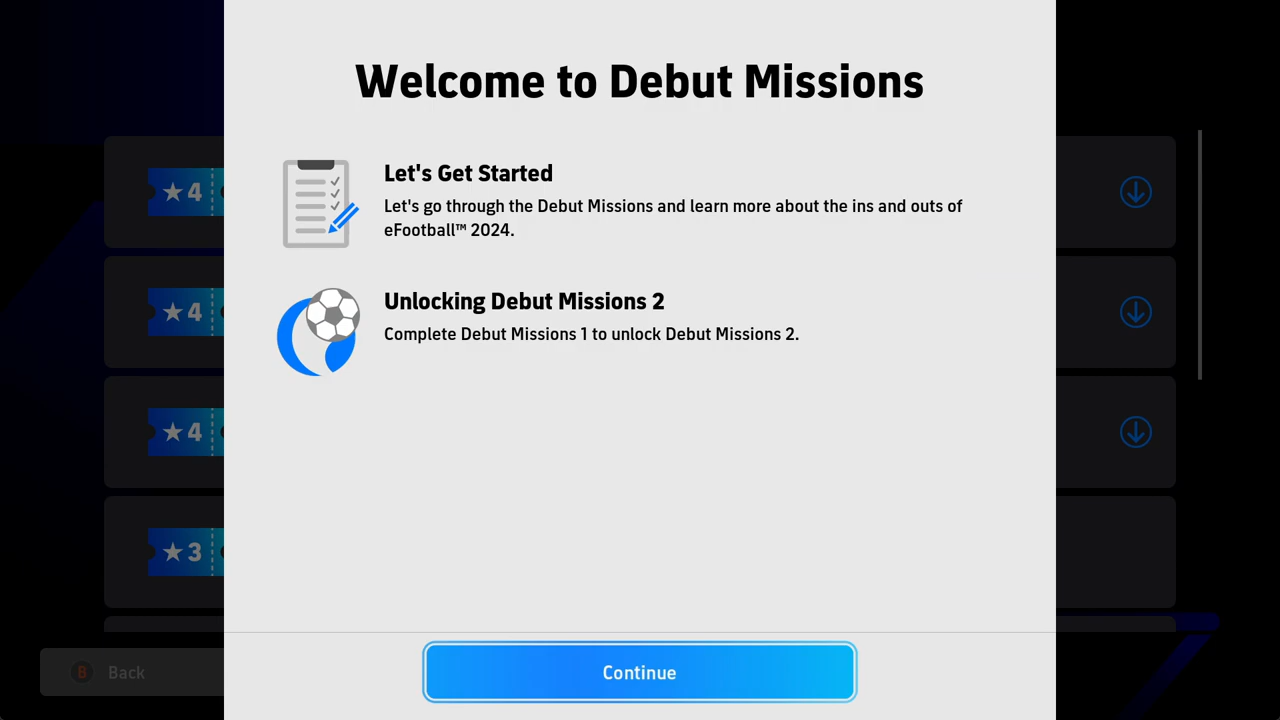 Welcome to Debut Missions
Let's Get Started
Let's go through the Debut Missions and learn more about the ins and outs of
eFootball™ 2024.
Unlocking Debut Missions 2
Complete Debut Missions 1 to unlock Debut Missions 2.
★4
★4
★4
★3
B Back
Continue